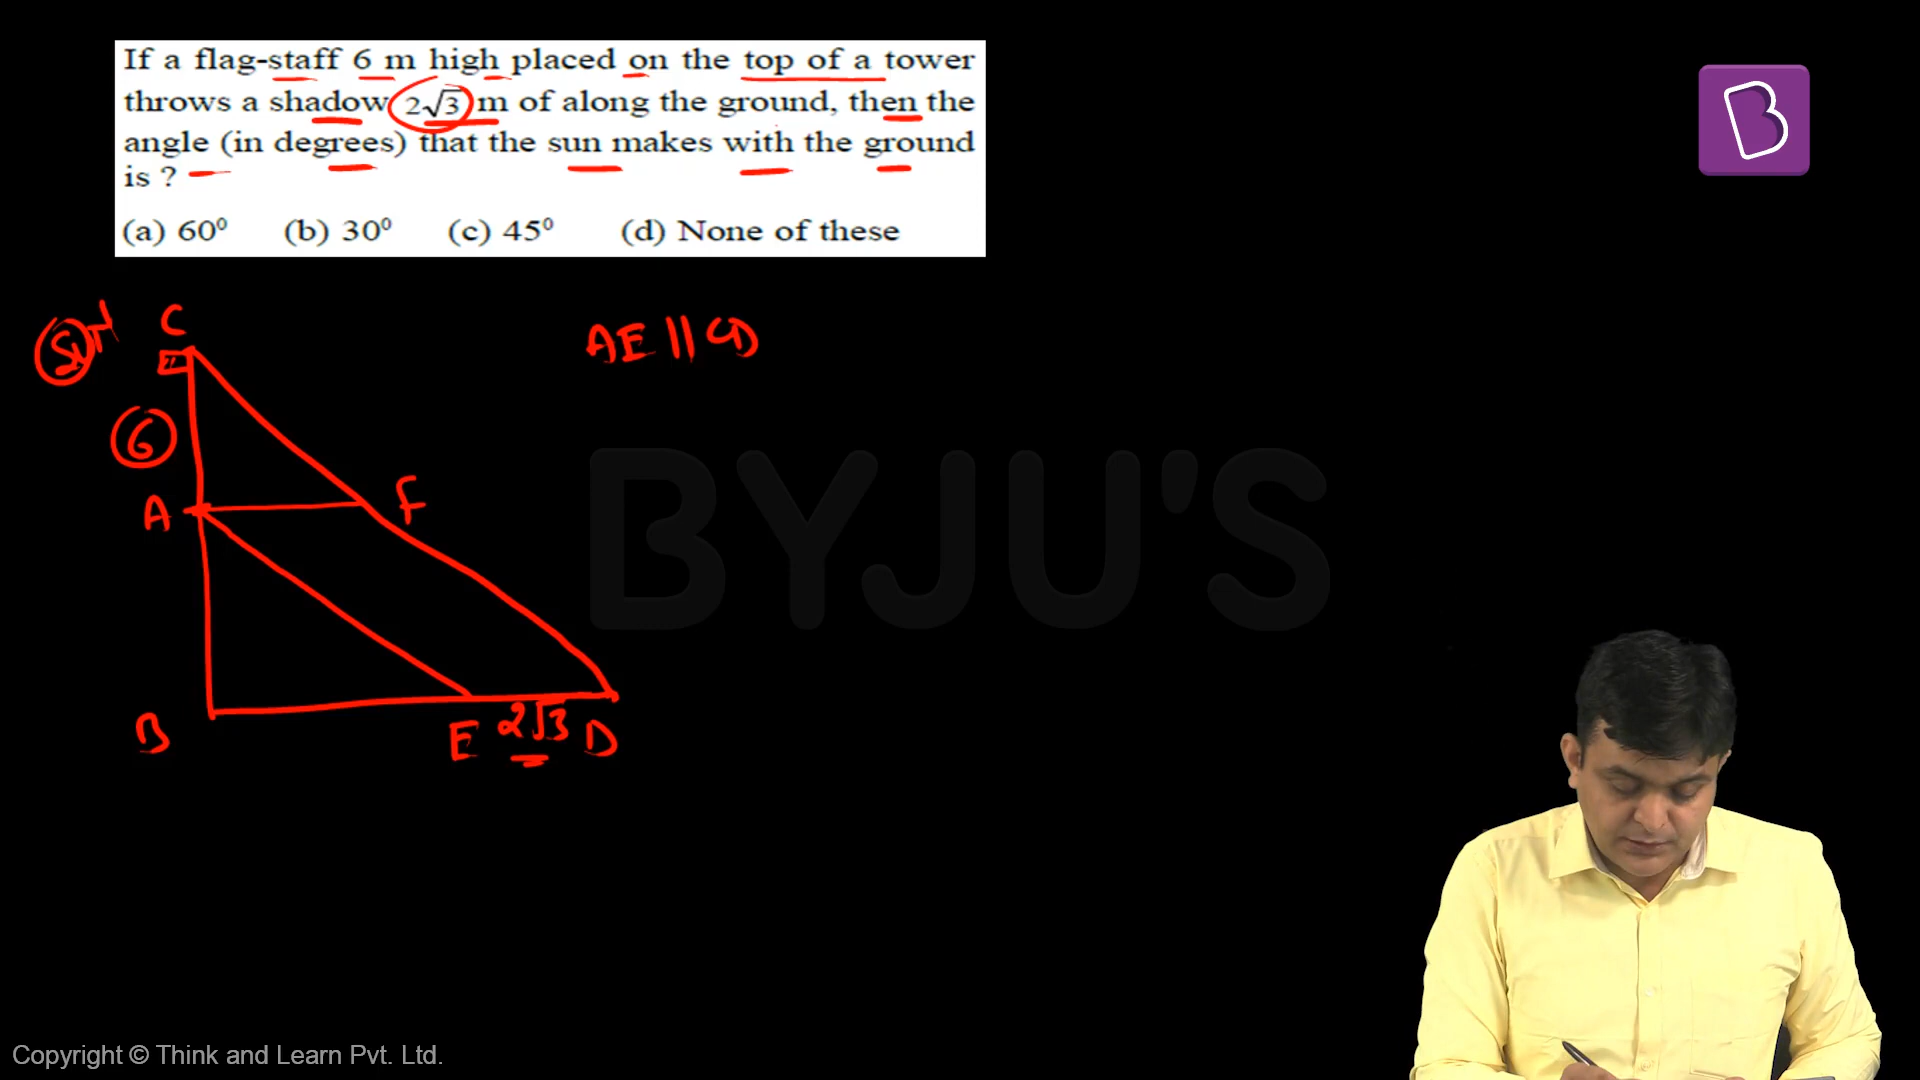 If a flag-staff 6 m high placed on the top of a tower
throws a shadow 2√3 m of along the ground, then the
angle (in degrees) that the sun makes with the ground
is ?
(a) 60⁰ (b) 30⁰ (c) 45⁰ (d) None of these
B
SUN
C
AE || CD
6
A
F
BYJU'S
B
E
2√3
D
Copyright © Think and Learn Pvt. Ltd.